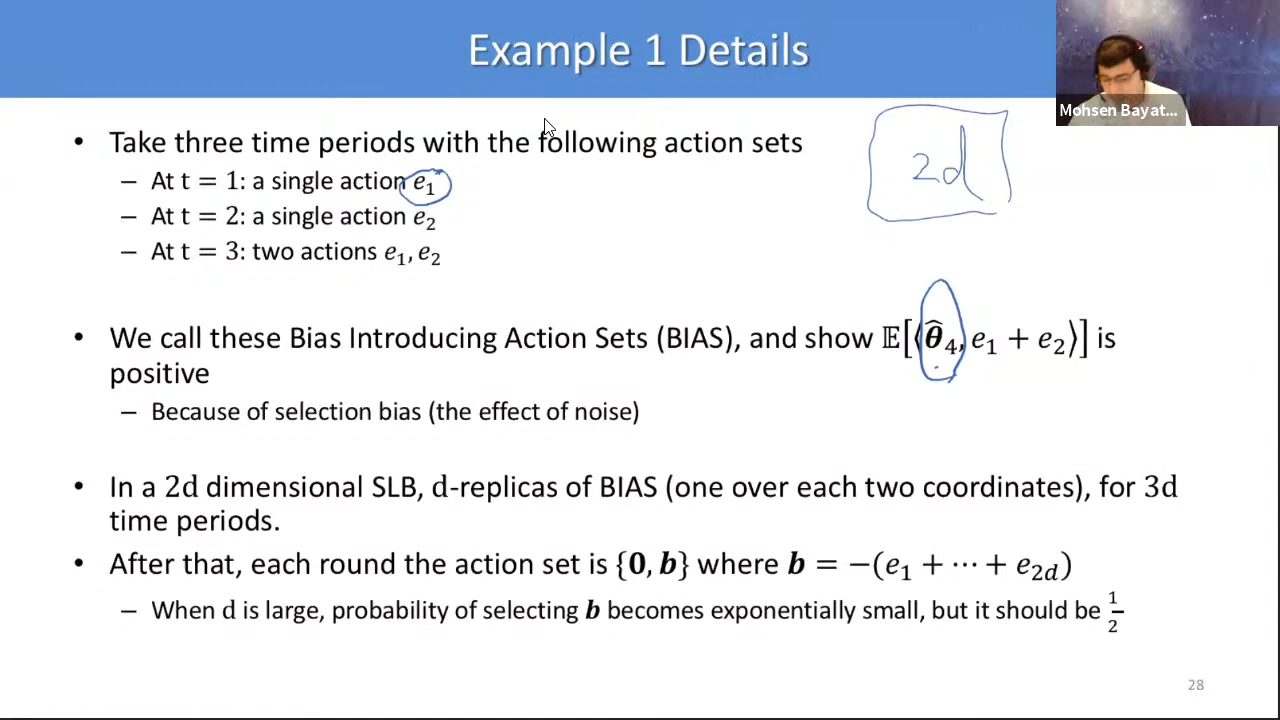 Example 1 Details
Mohsen Bayat...
• Take three time periods with the following action sets
– At t = 1: a single action e₁
– At t = 2: a single action e₂
– At t = 3: two actions e₁, e₂
2d
• We call these Bias Introducing Action Sets (BIAS), and show 𝔼[⟨θ̂₄, e₁ + e₂⟩] is
positive
– Because of selection bias (the effect of noise)
• In a 2d dimensional SLB, d-replicas of BIAS (one over each two coordinates), for 3d
time periods.
• After that, each round the action set is {0, b} where b = −(e₁ + ⋯ + e₂d)
– When d is large, probability of selecting b becomes exponentially small, but it should be 1/2
28